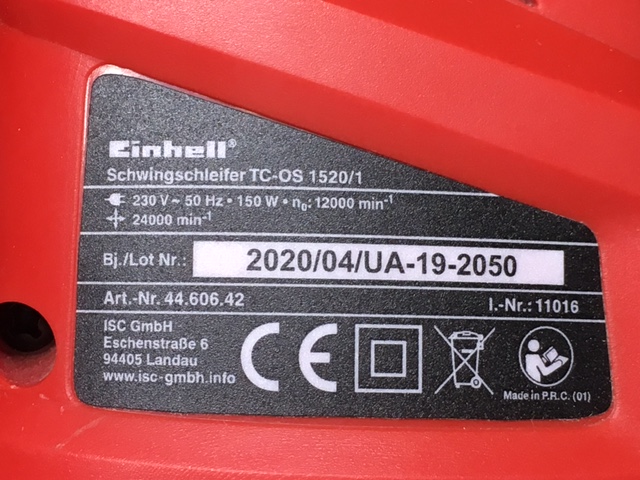 Einhell®
Schwingschleifer TC-OS 1520/1
230 V ~ 50 Hz • 150 W • n₀: 12000 min⁻¹
24000 min⁻¹
Bj./Lot Nr.: 2020/04/UA-19-2050
Art.-Nr. 44.606.42 I.-Nr.: 11016
ISC GmbH
Eschenstraße 6
94405 Landau
www.isc-gmbh.info
CE
Made in P.R.C. (01)